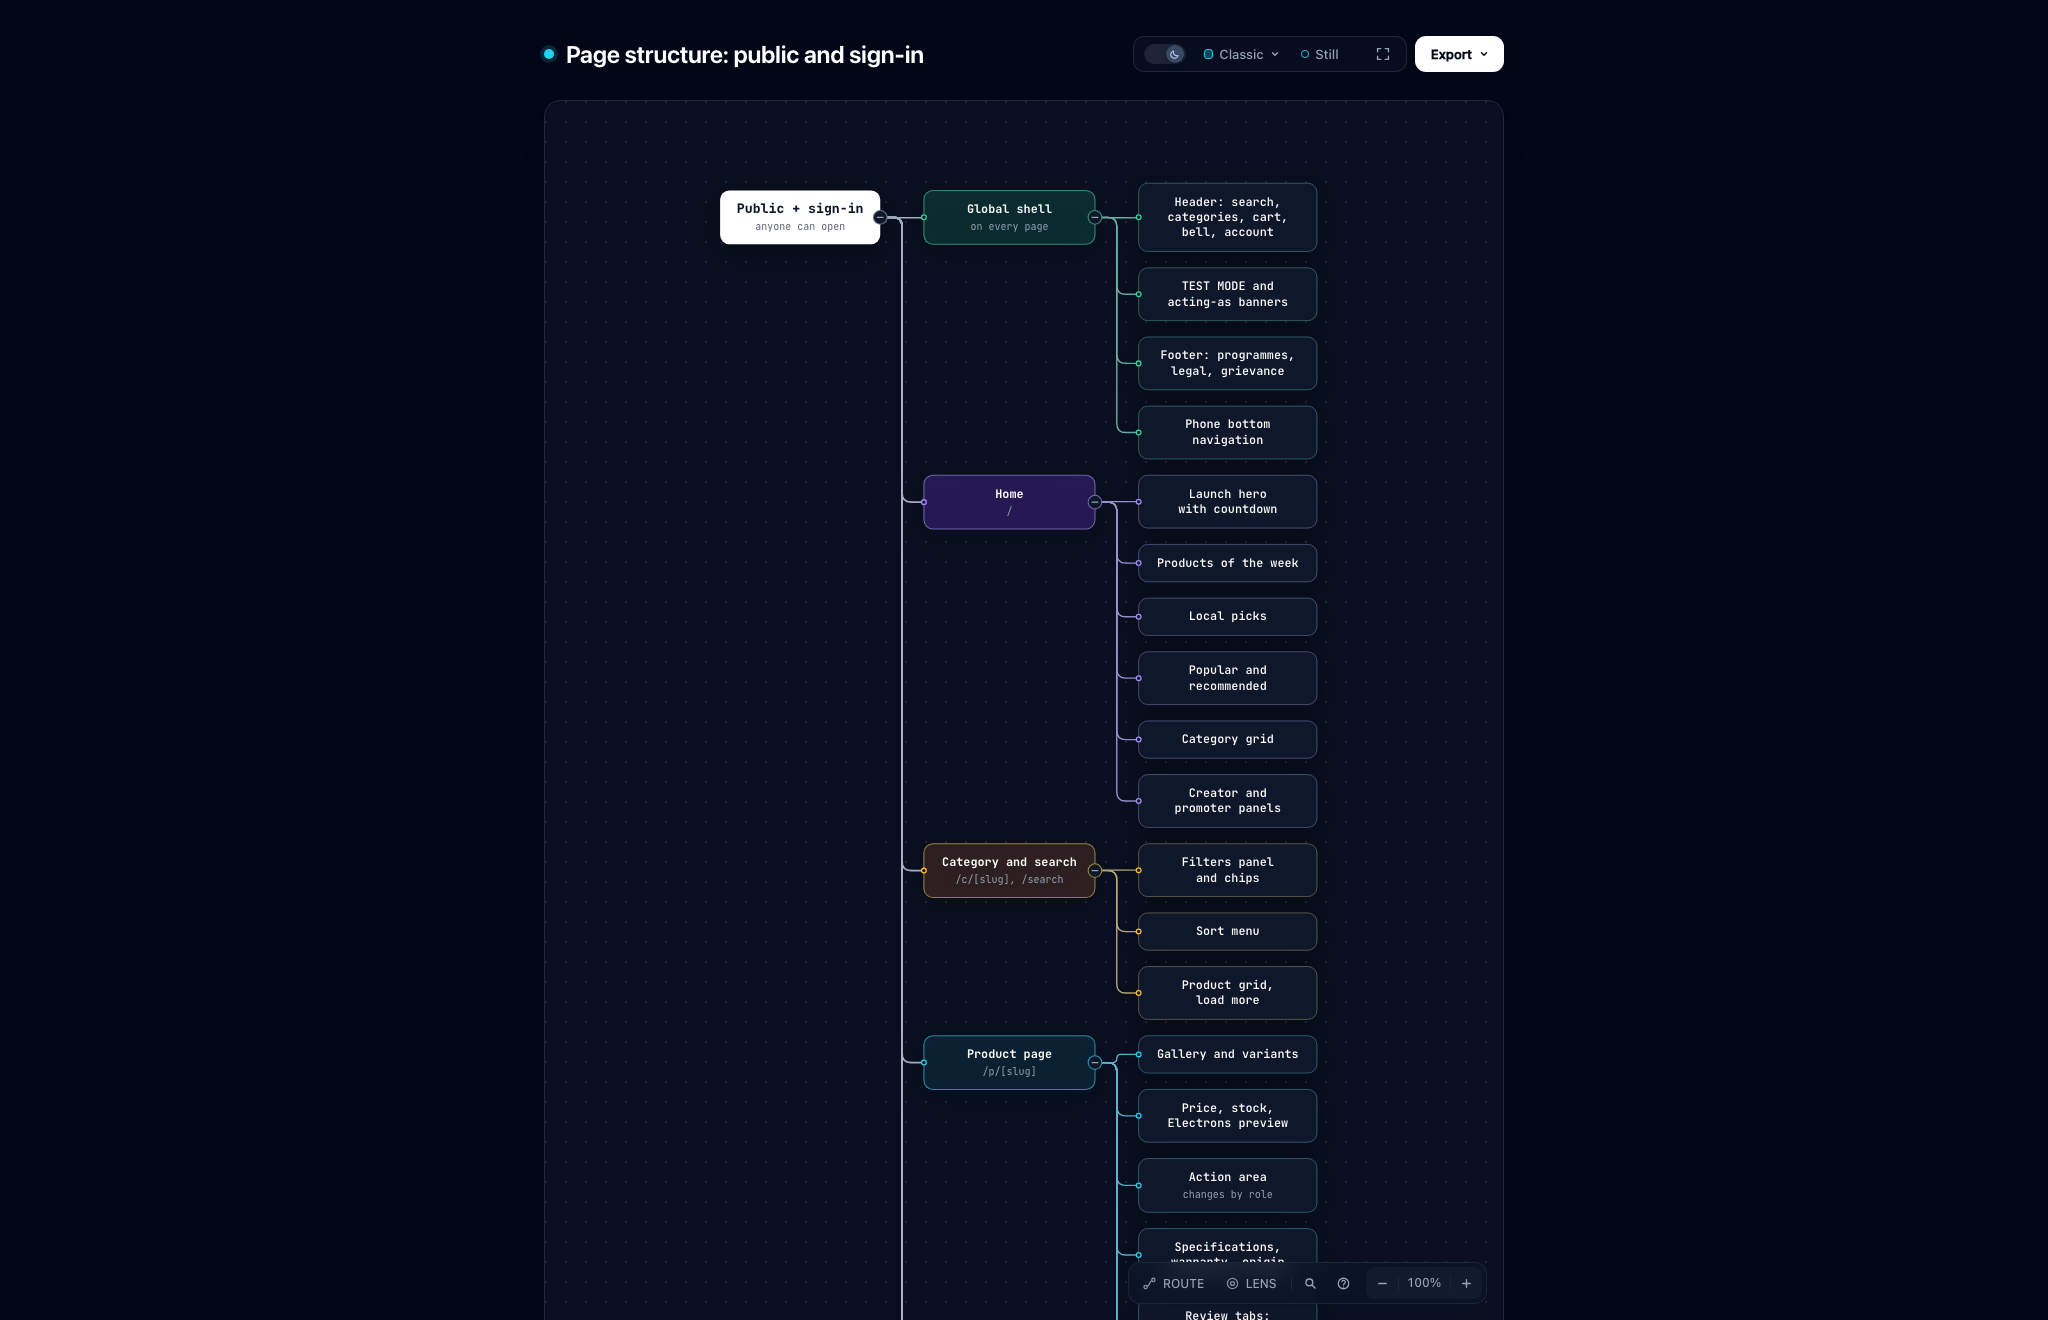 Page structure: public and sign-in
Classic
Still
Export
Public + sign-in
anyone can open
Global shell
on every page
Header: search,
categories, cart,
bell, account
TEST MODE and
acting-as banners
Footer: programmes,
legal, grievance
Phone bottom
navigation
Home
/
Launch hero
with countdown
Products of the week
Local picks
Popular and
recommended
Category grid
Creator and
promoter panels
Category and search
/c/[slug], /search
Filters panel
and chips
Sort menu
Product grid,
load more
Product page
/p/[slug]
Gallery and variants
Price, stock,
Electrons preview
Action area
changes by role
Specifications,
warranty, origin
Review tabs:
ROUTE
LENS
100%